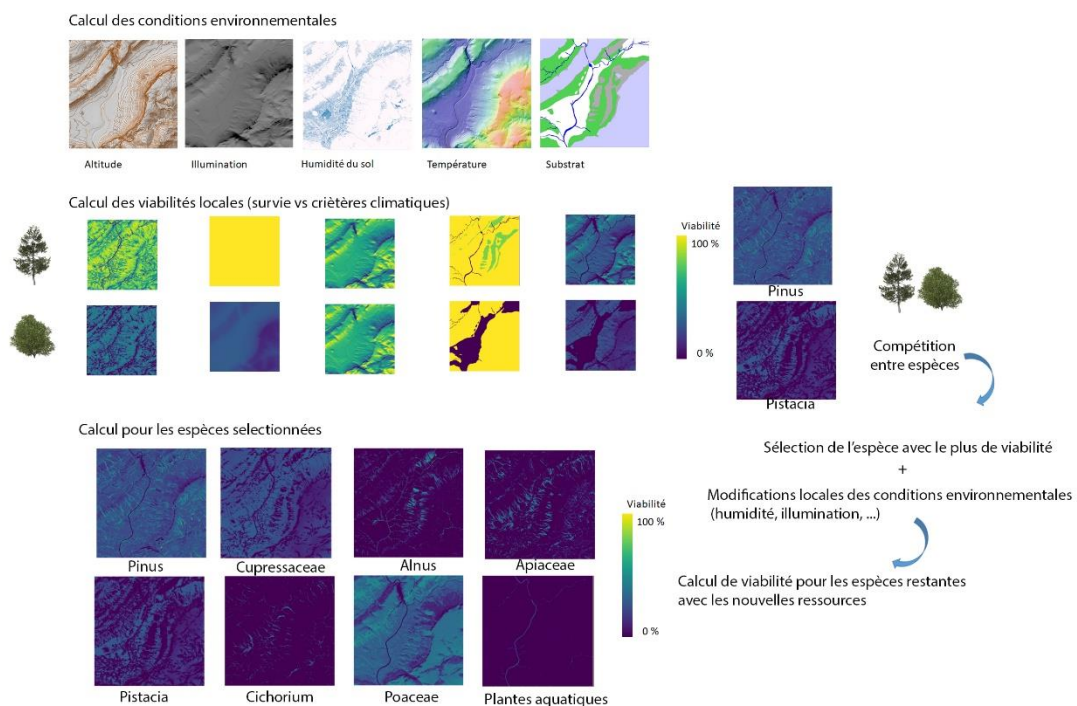 Calcul des conditions environnementales
Altitude
Illumination
Humidité du sol
Température
Substrat
Calcul des viabilités locales (survie vs crièteres climatiques)
Viabilité
100 %
0 %
Pinus
Pistacia
Compétition
entre espèces
Sélection de l'espèce avec le plus de viabilité
+
Modifications locales des conditions environnementales
(humidité, illumination, ...)
Calcul de viabilité pour les espèces restantes
avec les nouvelles ressources
Calcul pour les espèces selectionnées
Viabilité
100 %
0 %
Pinus
Cupressaceae
Alnus
Apiaceae
Pistacia
Cichorium
Poaceae
Plantes aquatiques